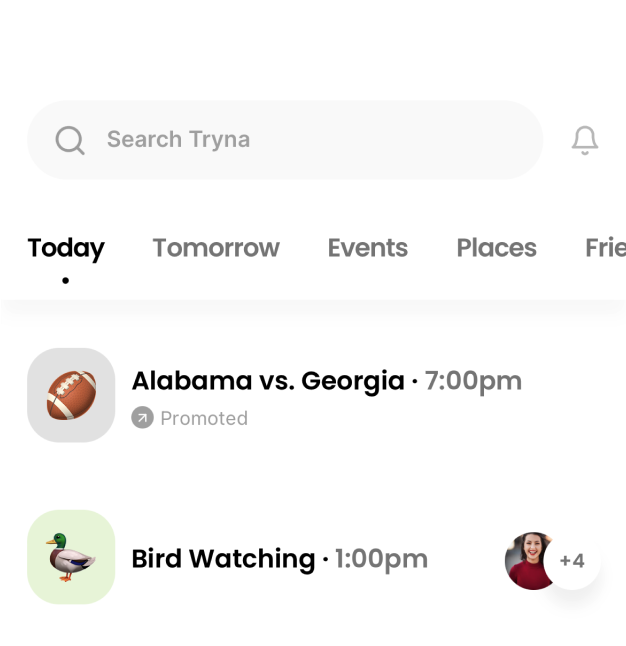 Search Tryna
Today Tomorrow Events Places Frie
Alabama vs. Georgia · 7:00pm
Promoted
Bird Watching · 1:00pm +4